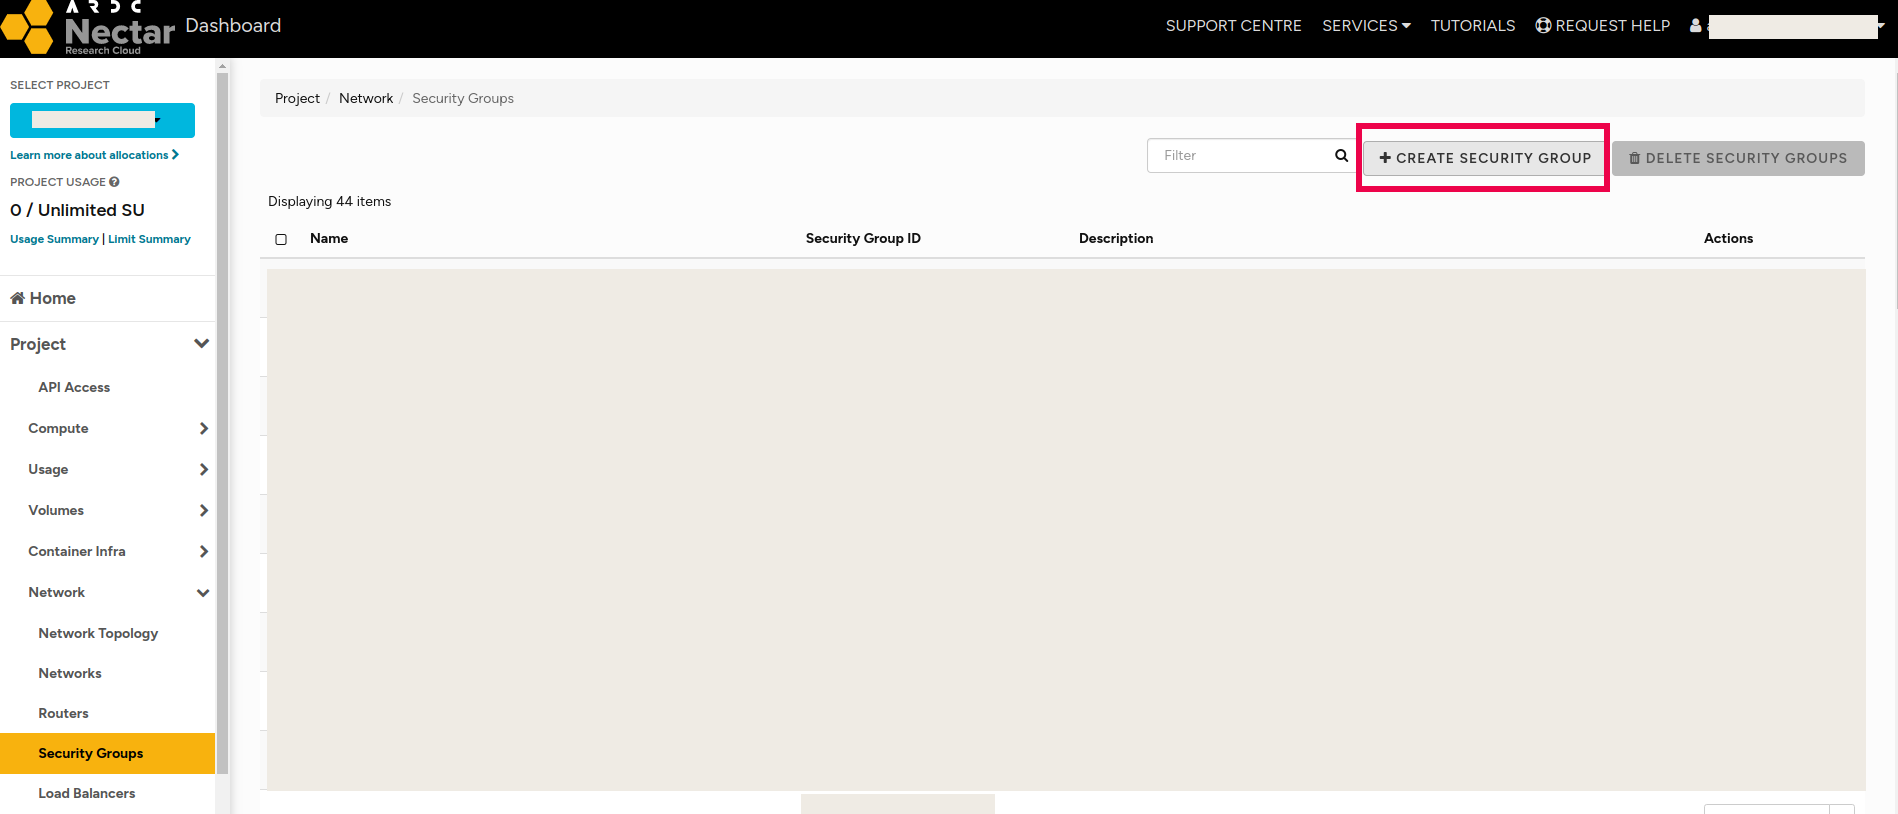 ARDC
Nectar
Research Cloud
Dashboard
SUPPORT CENTRE
SERVICES
TUTORIALS
REQUEST HELP
SELECT PROJECT
Learn more about allocations
PROJECT USAGE
0 / Unlimited SU
Usage Summary | Limit Summary
Home
Project
API Access
Compute
Usage
Volumes
Container Infra
Network
Network Topology
Networks
Routers
Security Groups
Load Balancers
Project / Network / Security Groups
Filter
CREATE SECURITY GROUP
DELETE SECURITY GROUPS
Displaying 44 items
Name
Security Group ID
Description
Actions